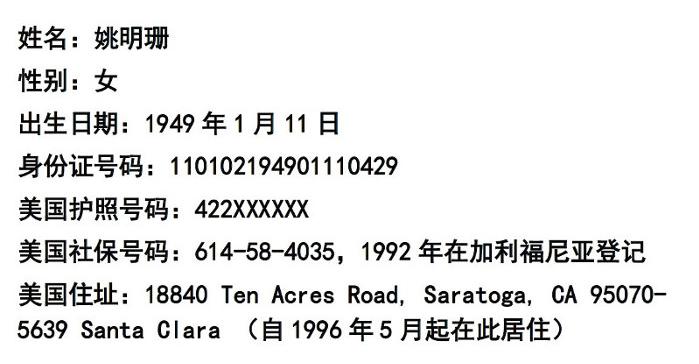 姓名：姚明珊
性别：女
出生日期：1949 年 1 月 11 日
身份证号码：110102194901110429
美国护照号码：422XXXXXX
美国社保号码：614-58-4035，1992 年在加利福尼亚登记
美国住址：18840 Ten Acres Road, Saratoga, CA 95070-
5639 Santa Clara （自 1996 年 5 月起在此居住）